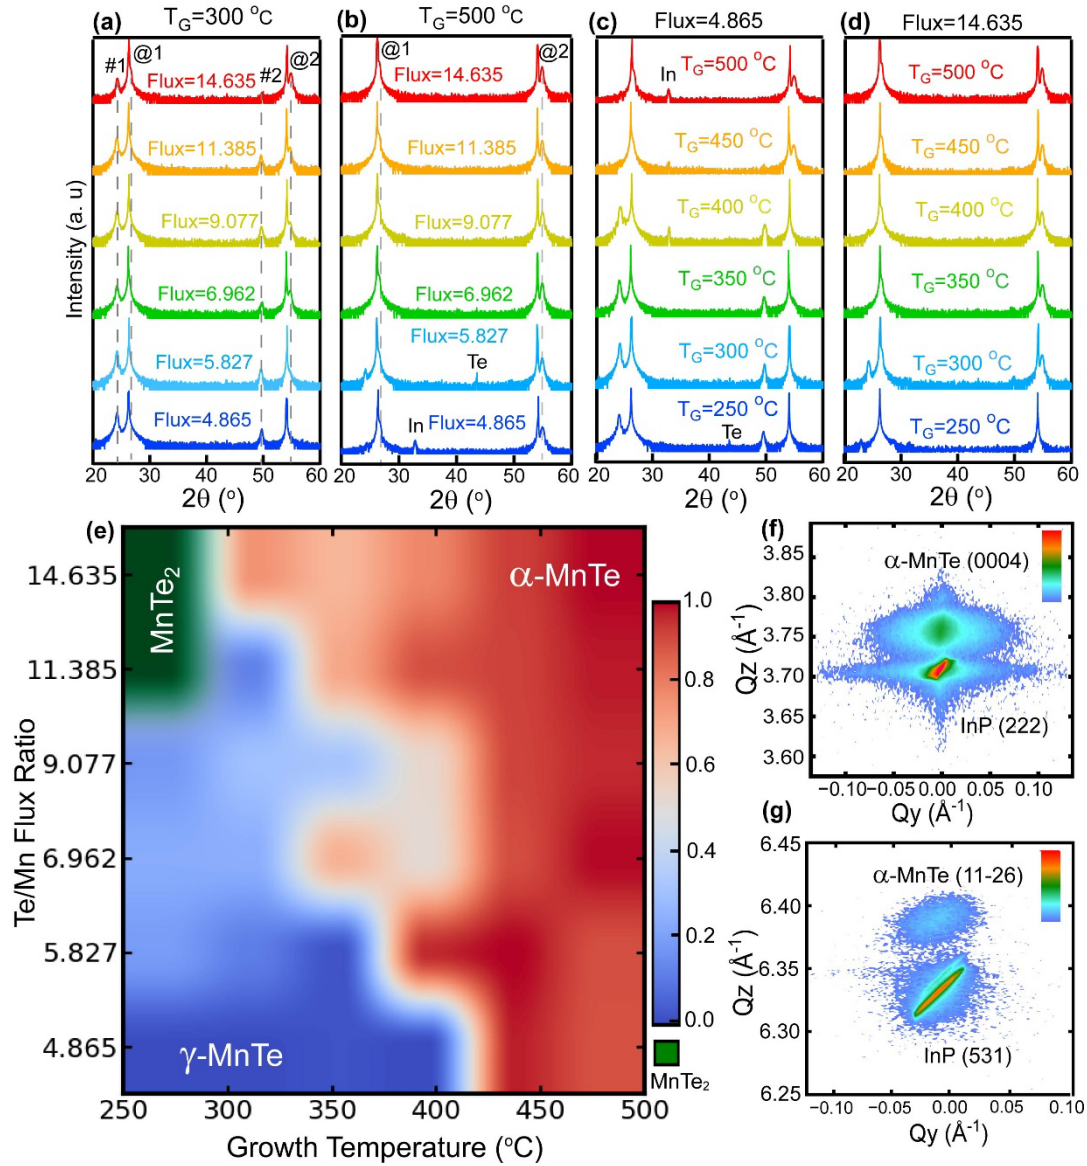 (a) T_G=300 °C
#1
@1
#2
@2
Flux=14.635
Flux=11.385
Flux=9.077
Flux=6.962
Flux=5.827
Flux=4.865
20 30 40 50 60
2θ (°)
Intensity (a. u)
(b) T_G=500 °C
@1
@2
Flux=14.635
Flux=11.385
Flux=9.077
Flux=6.962
Flux=5.827
Te
In
Flux=4.865
20 30 40 50 60
2θ (°)
(c) Flux=4.865
In
T_G=500 °C
T_G=450 °C
T_G=400 °C
T_G=350 °C
T_G=300 °C
T_G=250 °C
Te
20 30 40 50 60
2θ (°)
(d) Flux=14.635
T_G=500 °C
T_G=450 °C
T_G=400 °C
T_G=350 °C
T_G=300 °C
T_G=250 °C
20 30 40 50 60
2θ (°)
(e)
MnTe₂
α-MnTe
γ-MnTe
Te/Mn Flux Ratio
14.635
11.385
9.077
6.962
5.827
4.865
250 300 350 400 450 500
Growth Temperature (°C)
1.0
0.8
0.6
0.4
0.2
0.0
MnTe₂
(f)
α-MnTe (0004)
InP (222)
Qz (Å⁻¹)
3.85
3.80
3.75
3.70
3.65
3.60
−0.10 −0.05 0.00 0.05 0.10
Qy (Å⁻¹)
(g)
α-MnTe (11-26)
InP (531)
Qz (Å⁻¹)
6.45
6.40
6.35
6.30
6.25
−0.10 −0.05 0.00 0.05 0.10
Qy (Å⁻¹)